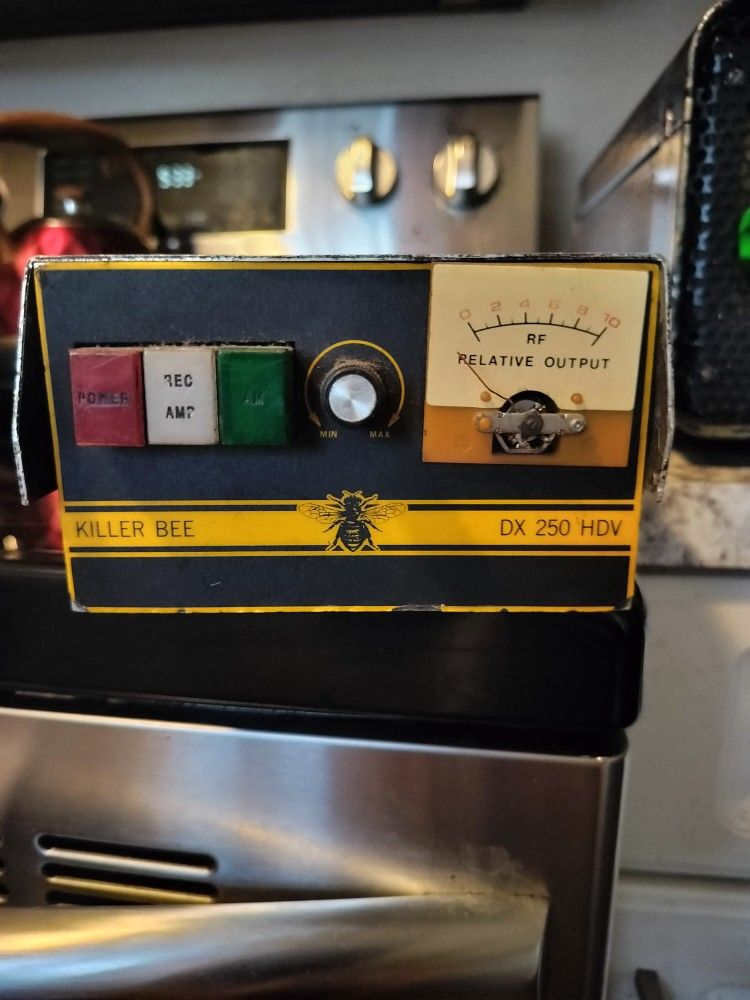 POWER
REC
AMP
AM
MIN MAX
0 2 4 6 8 10
RF
RELATIVE OUTPUT
KILLER BEE
DX 250 HDV